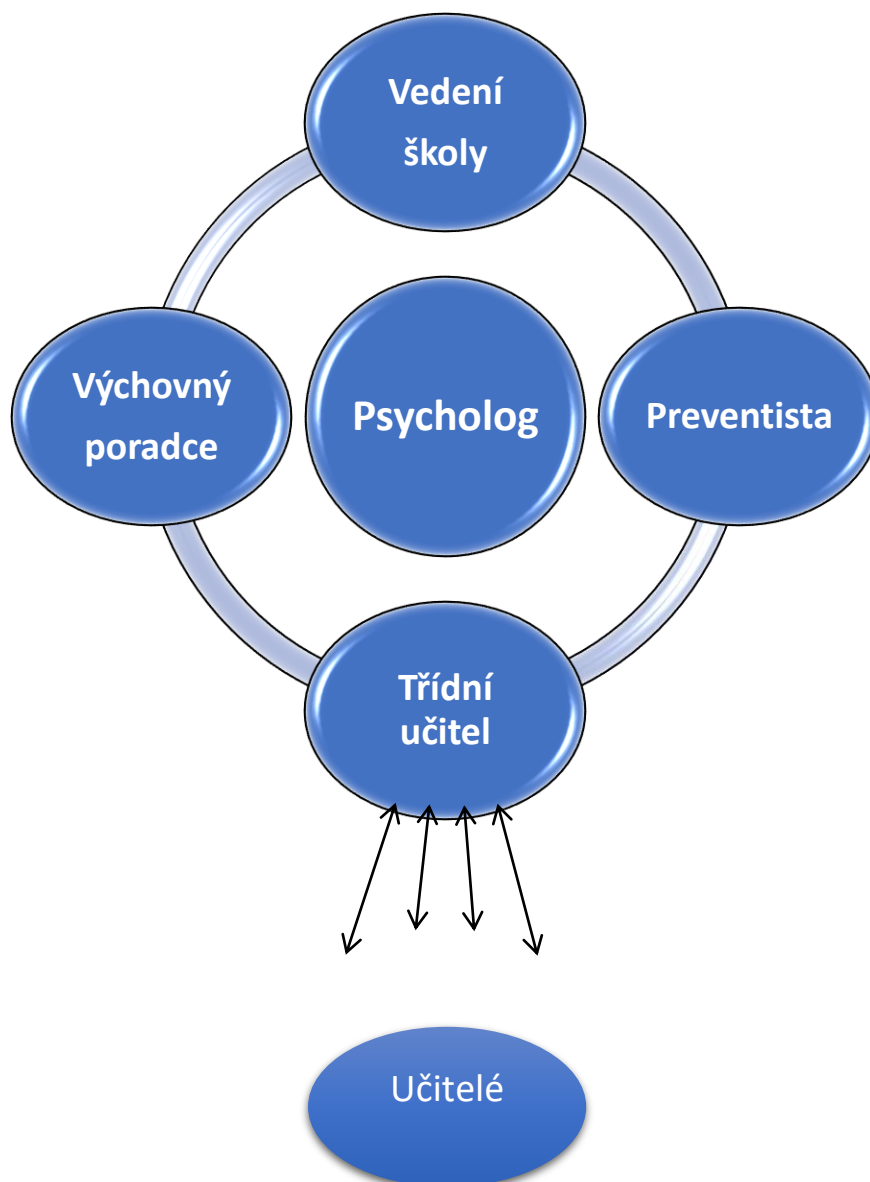 Vedení
školy
Výchovný
poradce
Psycholog
Preventista
Třídní
učitel
Učitelé